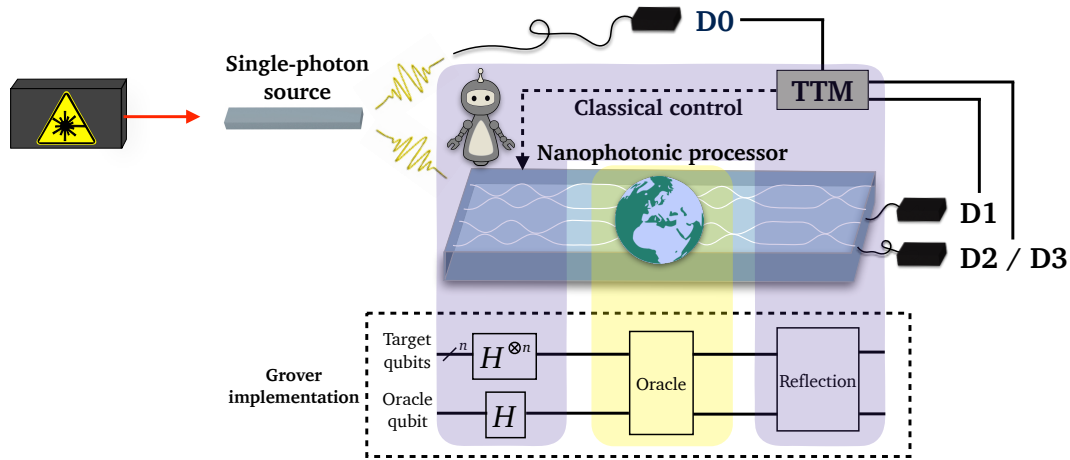 D0
Single-photon
source
TTM
Classical control
Nanophotonic processor
D1
D2 / D3
Target
qubits
n
H⊗n
Oracle
Reflection
Grover
implementation
Oracle
qubit
H